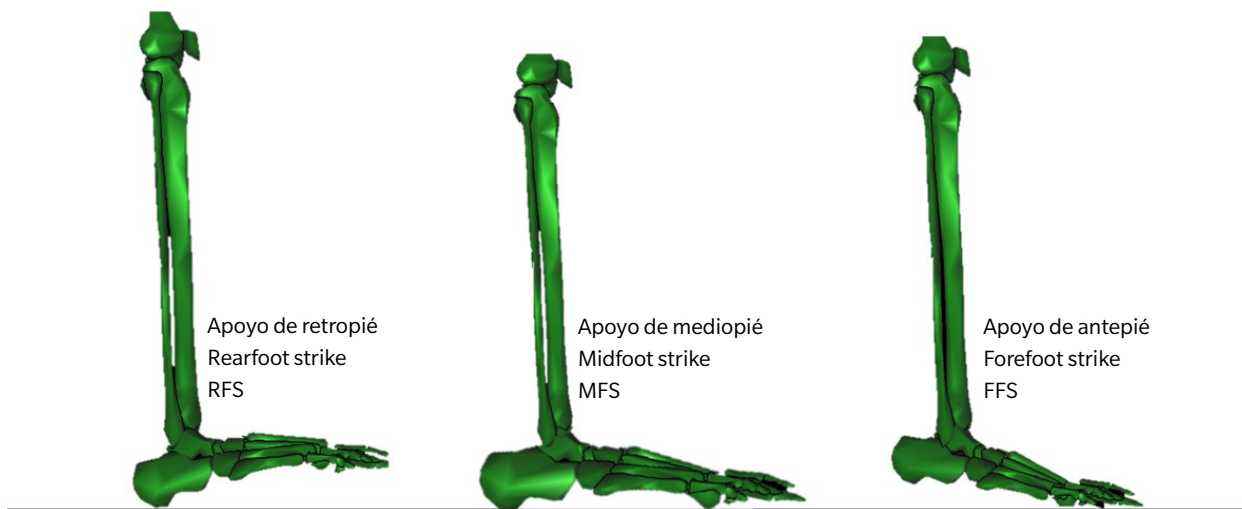 Apoyo de retropié
Rearfoot strike
RFS
Apoyo de mediopié
Midfoot strike
MFS
Apoyo de antepié
Forefoot strike
FFS